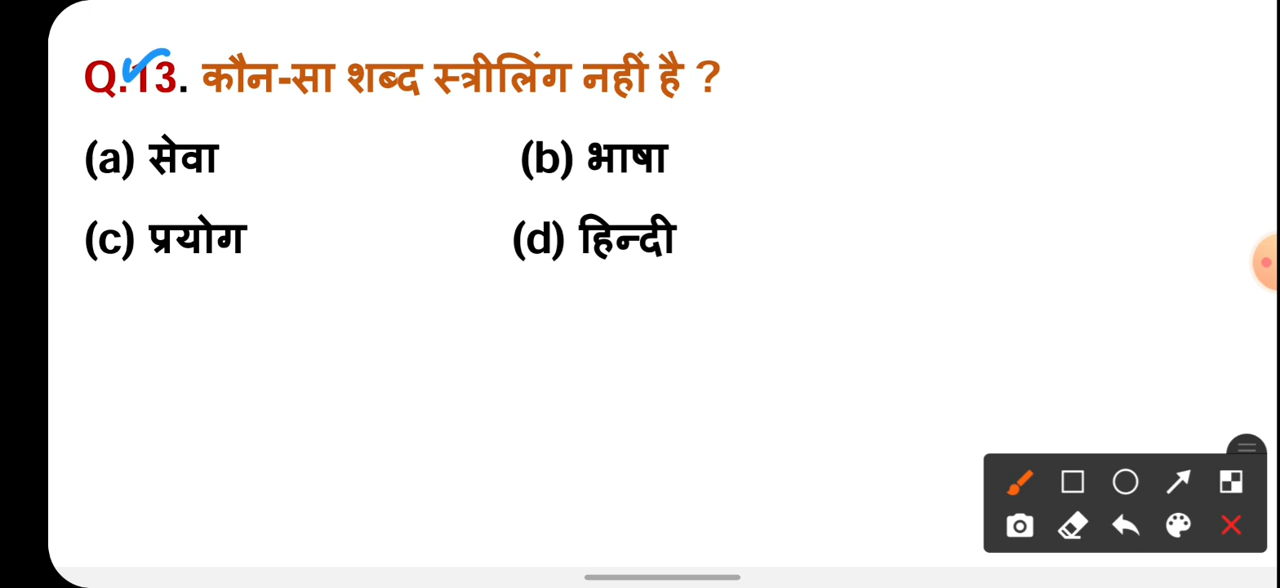 Q.13. कौन-सा शब्द स्त्रीलिंग नहीं है ?
(a) सेवा (b) भाषा
(c) प्रयोग (d) हिन्दी